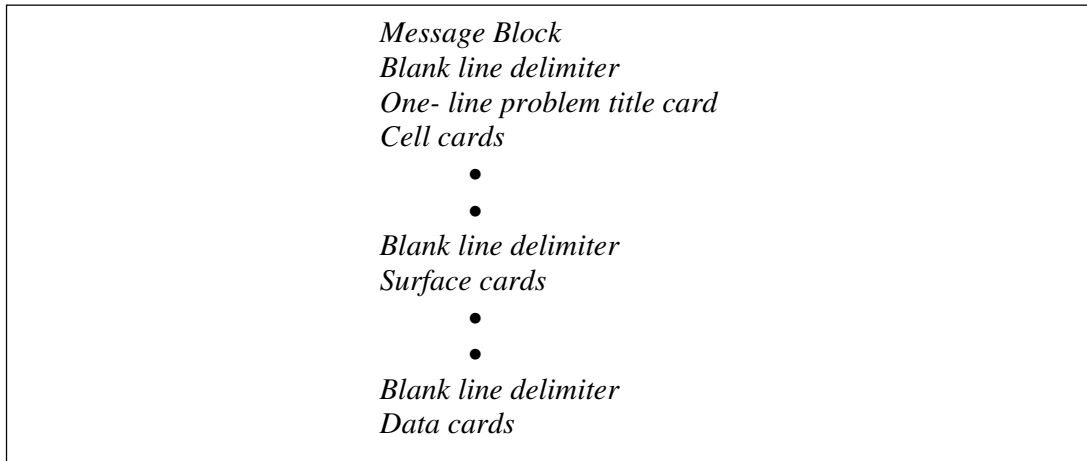 Message Block
Blank line delimiter
One- line problem title card
Cell cards
•
•
Blank line delimiter
Surface cards
•
•
Blank line delimiter
Data cards